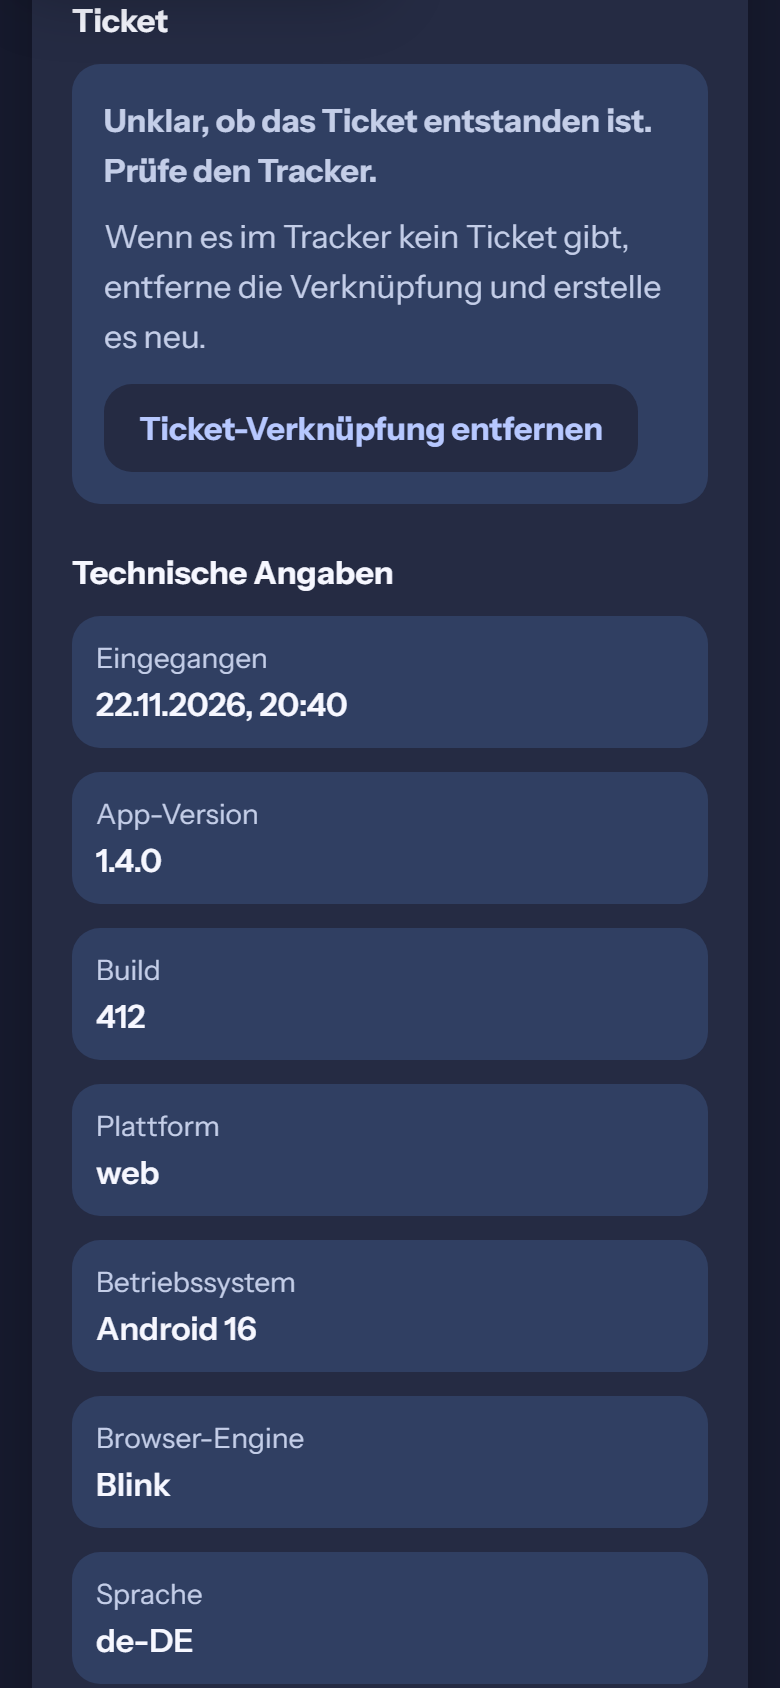 Ticket
Unklar, ob das Ticket entstanden ist.
Prüfe den Tracker.
Wenn es im Tracker kein Ticket gibt,
entferne die Verknüpfung und erstelle
es neu.
Ticket-Verknüpfung entfernen
Technische Angaben
Eingegangen
22.11.2026, 20:40
App-Version
1.4.0
Build
412
Plattform
web
Betriebssystem
Android 16
Browser-Engine
Blink
Sprache
de-DE